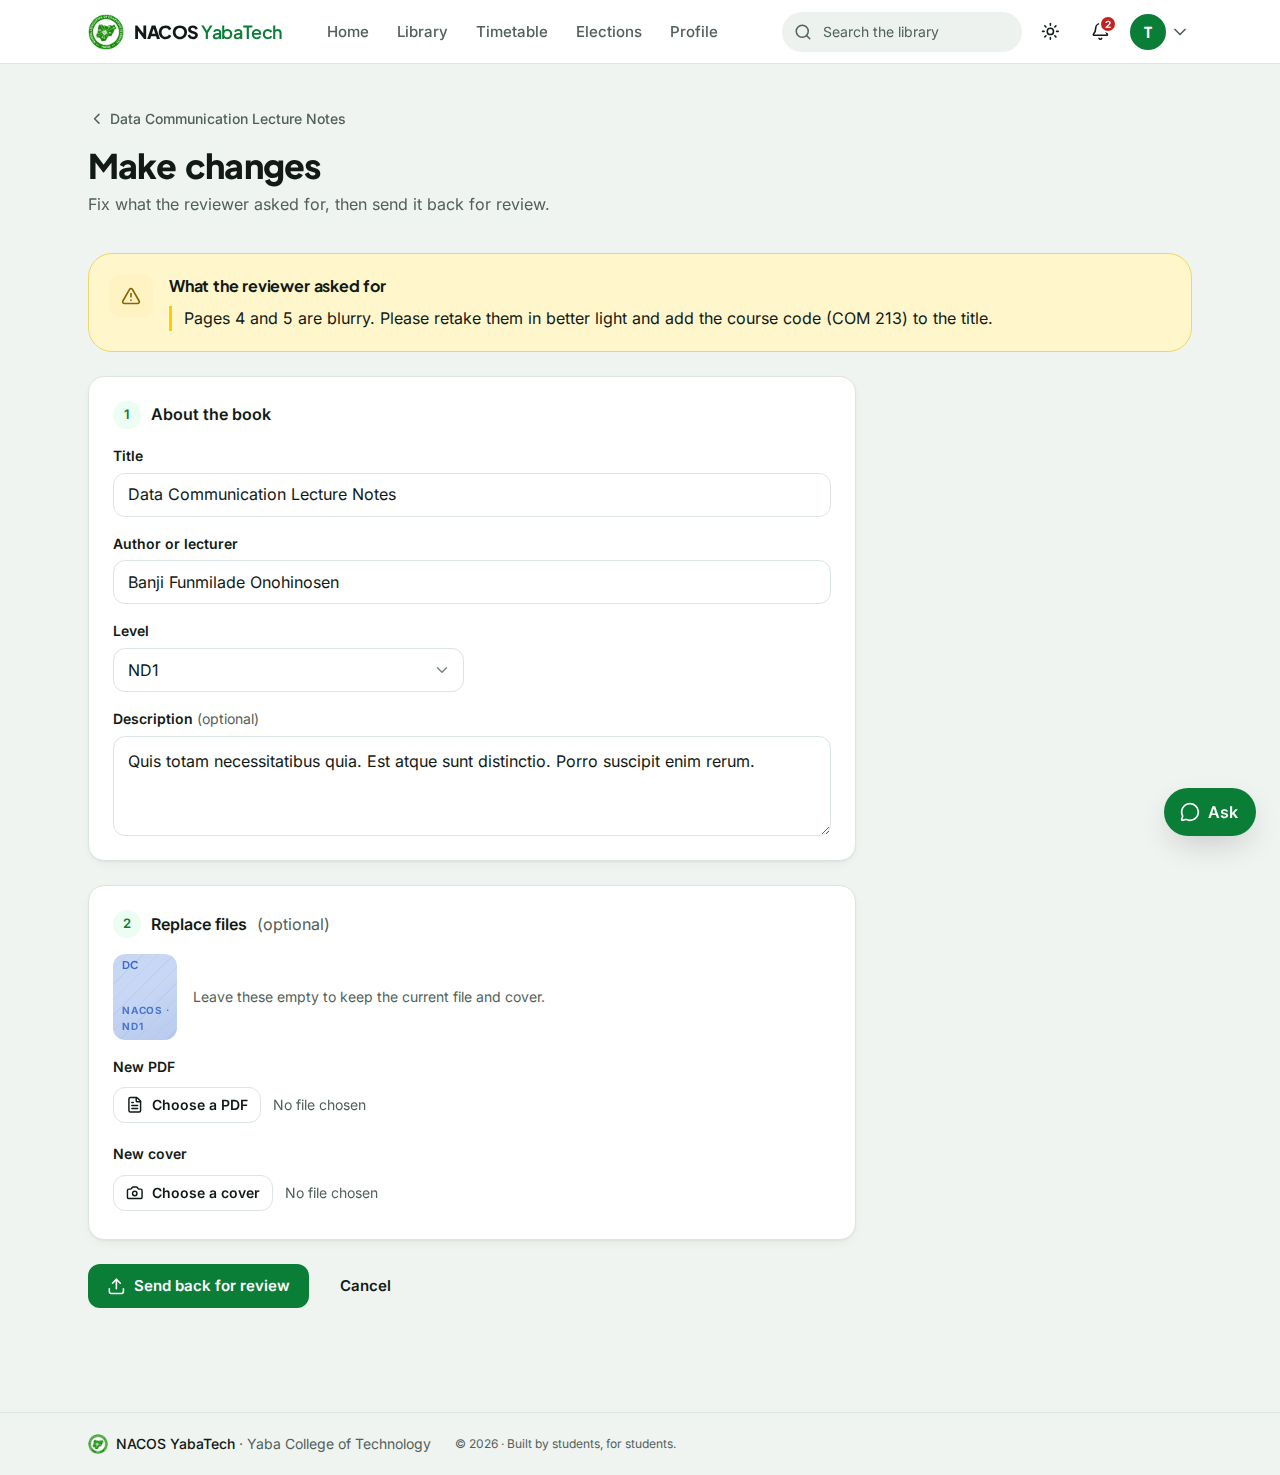 NACOS YabaTech
Home
Library
Timetable
Elections
Profile
Search the library
2
T
Data Communication Lecture Notes
Make changes
Fix what the reviewer asked for, then send it back for review.
What the reviewer asked for
Pages 4 and 5 are blurry. Please retake them in better light and add the course code (COM 213) to the title.
1 About the book
Title
Data Communication Lecture Notes
Author or lecturer
Banji Funmilade Onohinosen
Level
ND1
Description (optional)
Quis totam necessitatibus quia. Est atque sunt distinctio. Porro suscipit enim rerum.
Ask
2 Replace files (optional)
DC
NACOS ·
ND1
Leave these empty to keep the current file and cover.
New PDF
Choose a PDF No file chosen
New cover
Choose a cover No file chosen
Send back for review
Cancel
NACOS YabaTech · Yaba College of Technology
© 2026 · Built by students, for students.